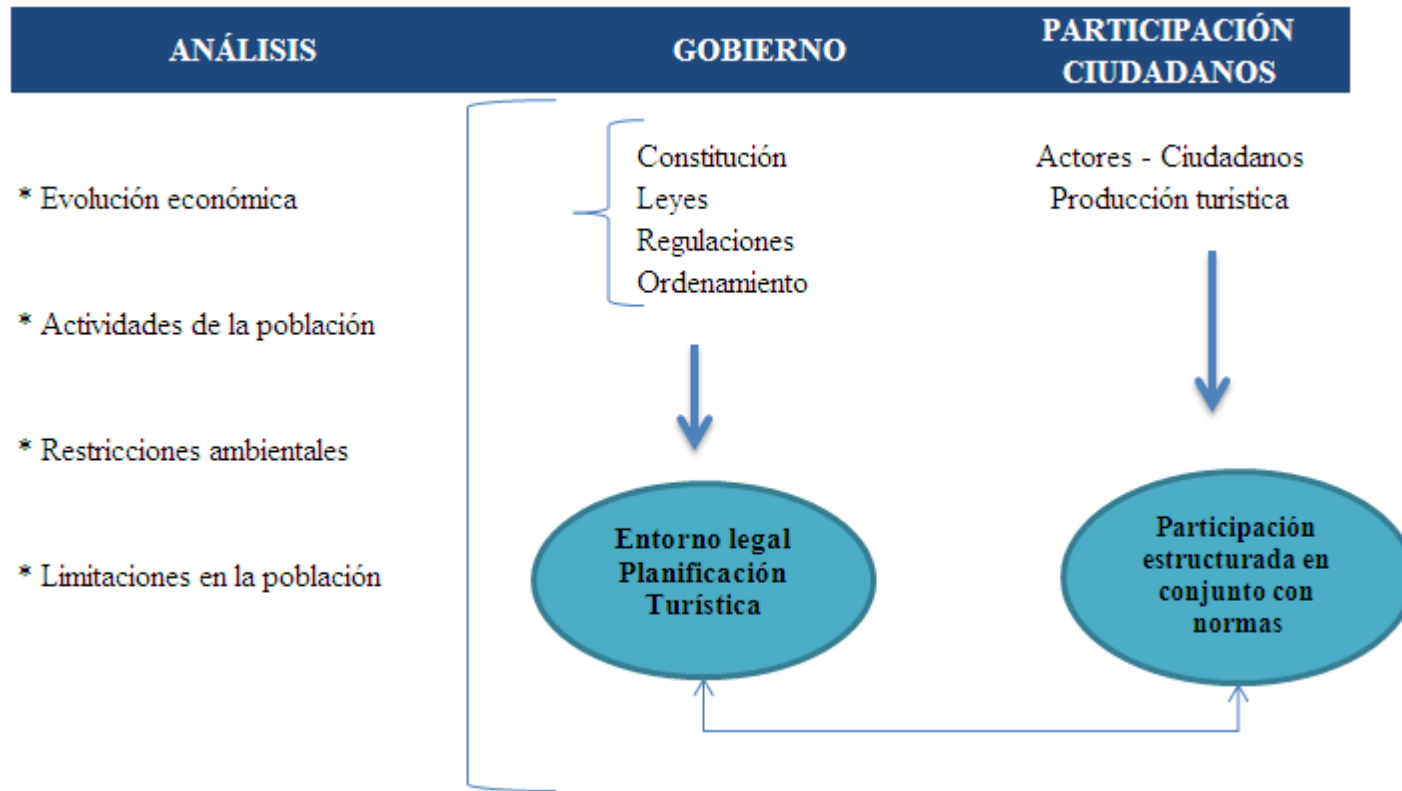 ANÁLISIS
GOBIERNO
PARTICIPACIÓN
CIUDADANOS
* Evolución económica
* Actividades de la población
* Restricciones ambientales
* Limitaciones en la población
Constitución
Leyes
Regulaciones
Ordenamiento
Entorno legal
Planificación
Turística
Actores - Ciudadanos
Producción turística
Participación
estructurada en
conjunto con
normas